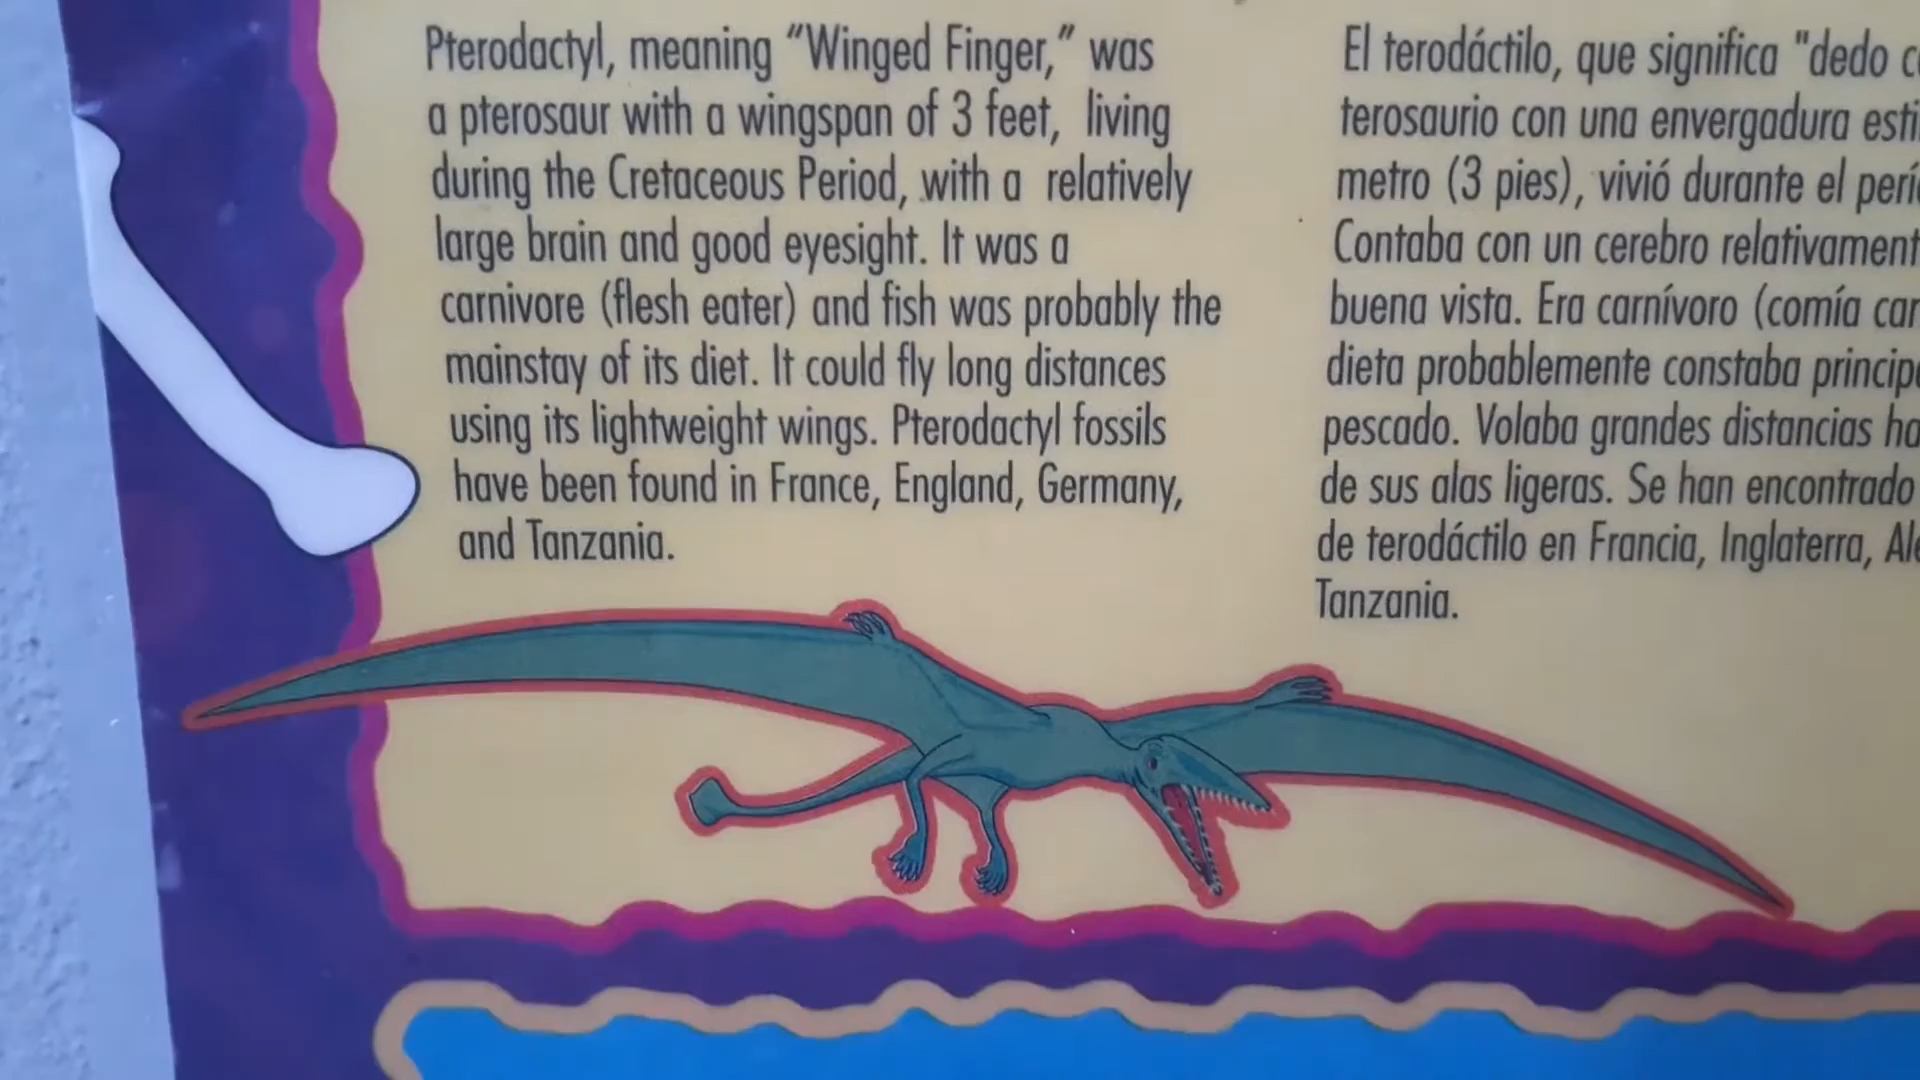 Pterodactyl, meaning “Winged Finger,” was
a pterosaur with a wingspan of 3 feet, living
during the Cretaceous Period, with a relatively
large brain and good eyesight. It was a
carnivore (flesh eater) and fish was probably the
mainstay of its diet. It could fly long distances
using its lightweight wings. Pterodactyl fossils
have been found in France, England, Germany,
and Tanzania.
El terodáctilo, que significa "dedo
terosaurio con una envergadura
metro (3 pies), vivió durante el
Contaba con un cerebro
buena vista. Era carnívoro (comía
dieta probablemente constaba
pescado. Volaba grandes distancias
de sus alas ligeras. Se han encontrado
de terodáctilo en Francia, Inglaterra,
Tanzania.